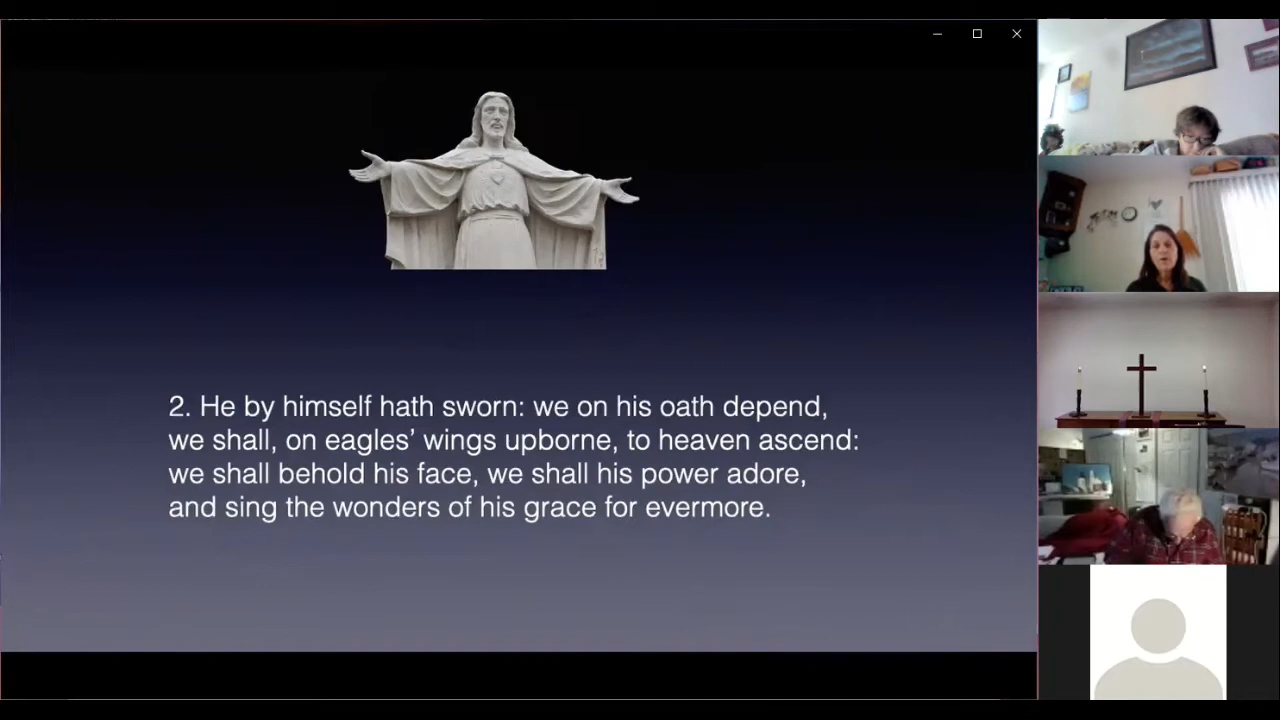 2. He by himself hath sworn: we on his oath depend,
we shall, on eagles’ wings upborne, to heaven ascend:
we shall behold his face, we shall his power adore,
and sing the wonders of his grace for evermore.